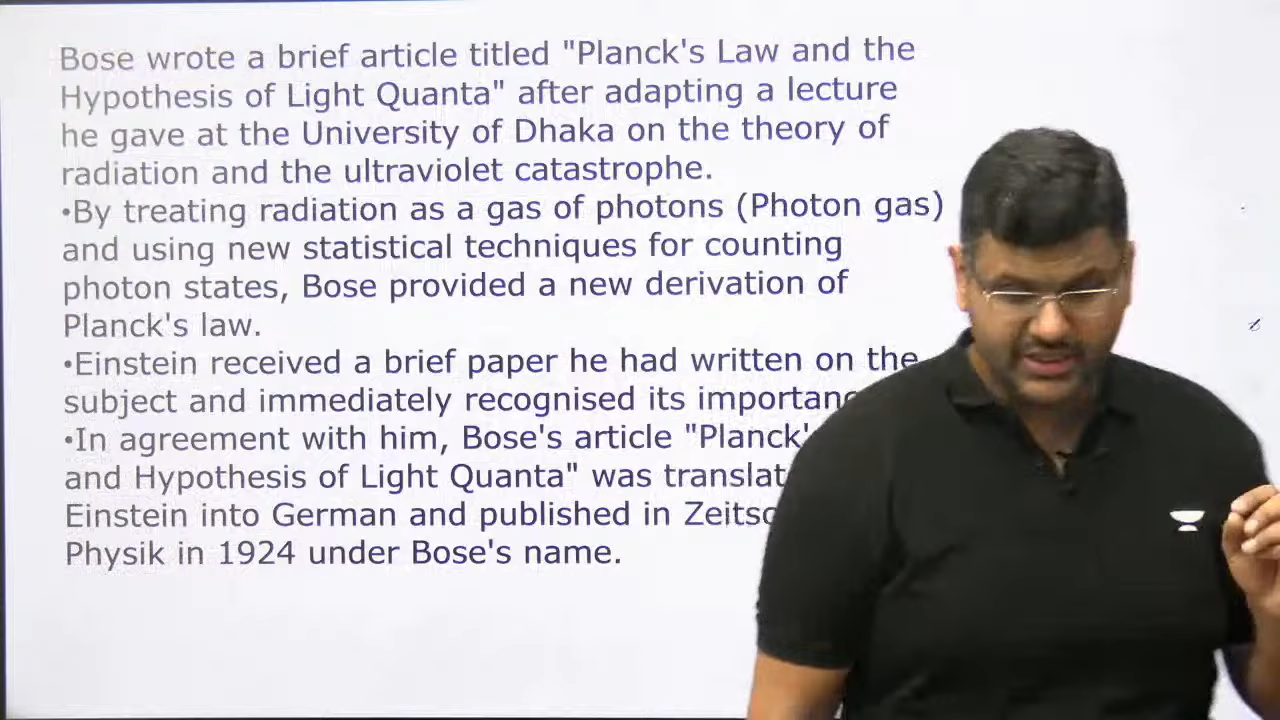 Bose wrote a brief article titled "Planck's Law and the
Hypothesis of Light Quanta" after adapting a lecture
he gave at the University of Dhaka on the theory of
radiation and the ultraviolet catastrophe.
•By treating radiation as a gas of photons (Photon gas)
and using new statistical techniques for counting
photon states, Bose provided a new derivation of
Planck's law.
•Einstein received a brief paper he had written on the
subject and immediately recognised its
•In agreement with him, Bose's article
and Hypothesis of Light Quanta" was
Einstein into German and published in
Physik in 1924 under Bose's name.